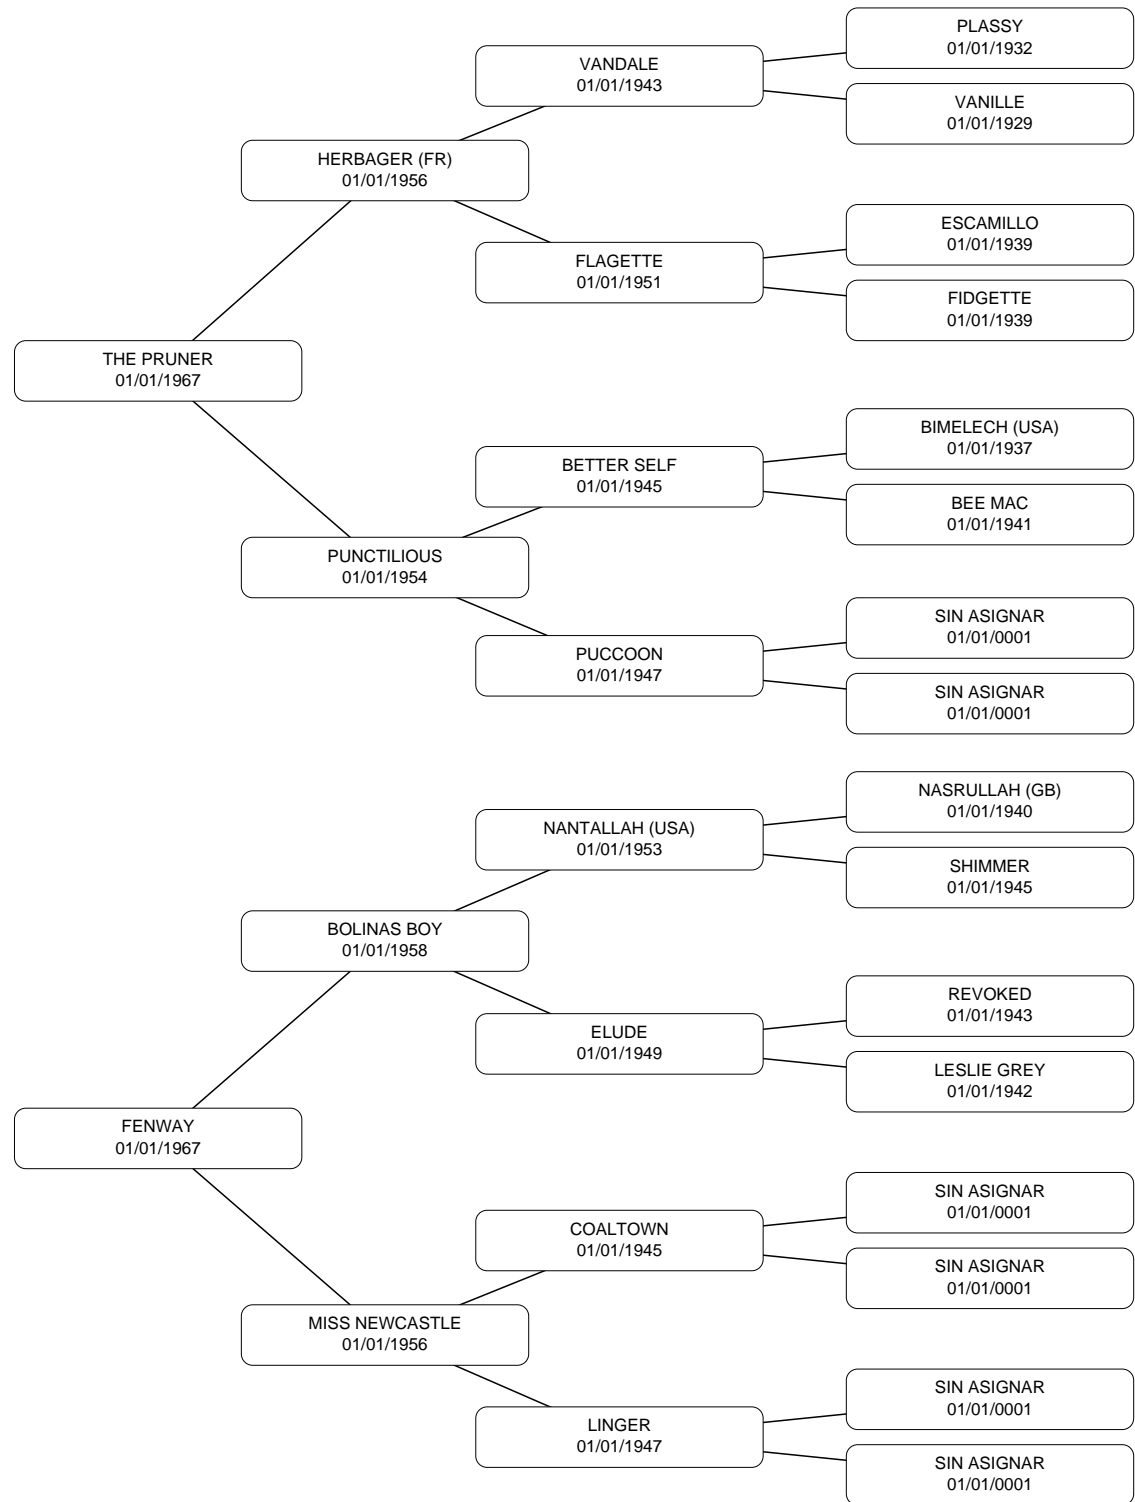 PLASSY
01/01/1932
VANDALE
01/01/1943
VANILLE
01/01/1929
HERBAGER (FR)
01/01/1956
ESCAMILLO
01/01/1939
FLAGETTE
01/01/1951
FIDGETTE
01/01/1939
THE PRUNER
01/01/1967
BIMELECH (USA)
01/01/1937
BETTER SELF
01/01/1945
BEE MAC
01/01/1941
PUNCTILIOUS
01/01/1954
SIN ASIGNAR
01/01/0001
PUCCOON
01/01/1947
SIN ASIGNAR
01/01/0001
NASRULLAH (GB)
01/01/1940
NANTALLAH (USA)
01/01/1953
SHIMMER
01/01/1945
BOLINAS BOY
01/01/1958
REVOKED
01/01/1943
ELUDE
01/01/1949
LESLIE GREY
01/01/1942
FENWAY
01/01/1967
SIN ASIGNAR
01/01/0001
COALTOWN
01/01/1945
SIN ASIGNAR
01/01/0001
MISS NEWCASTLE
01/01/1956
SIN ASIGNAR
01/01/0001
LINGER
01/01/1947
SIN ASIGNAR
01/01/0001